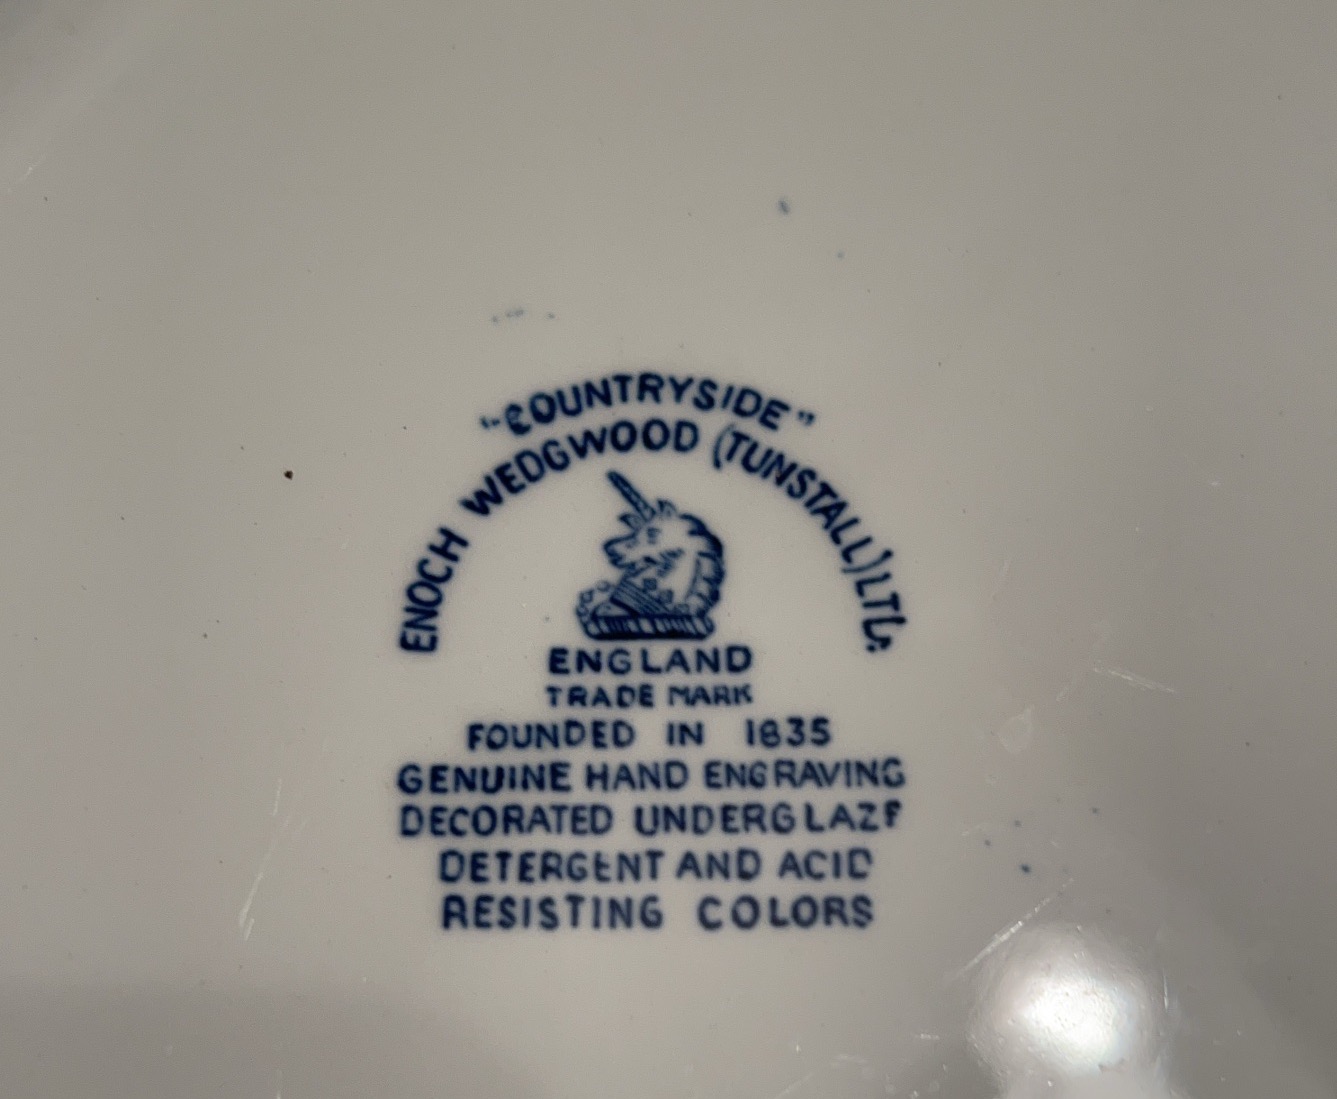 "COUNTRYSIDE"
ENOCH WEDGWOOD (TUNSTALL) LTD.
ENGLAND
TRADE MARK
FOUNDED IN 1835
GENUINE HAND ENGRAVING
DECORATED UNDERGLAZE
DETERGENT AND ACID
RESISTING COLORS